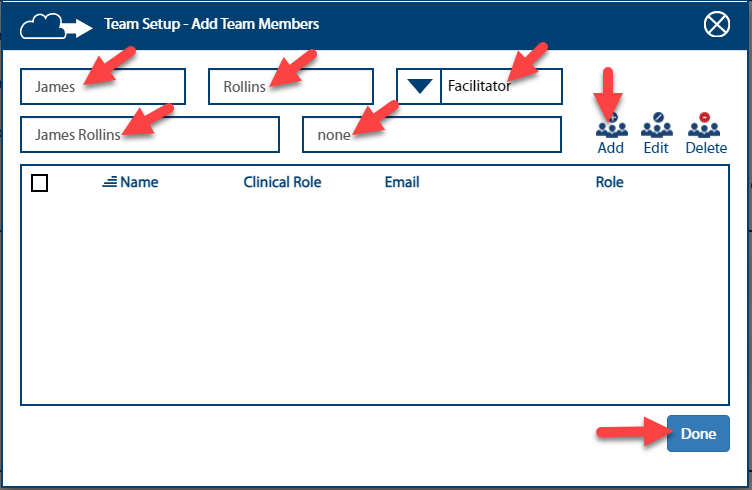 Team Setup - Add Team Members
James Rollins Facilitator
James Rollins none
Add Edit Delete
Name Clinical Role Email Role
Done